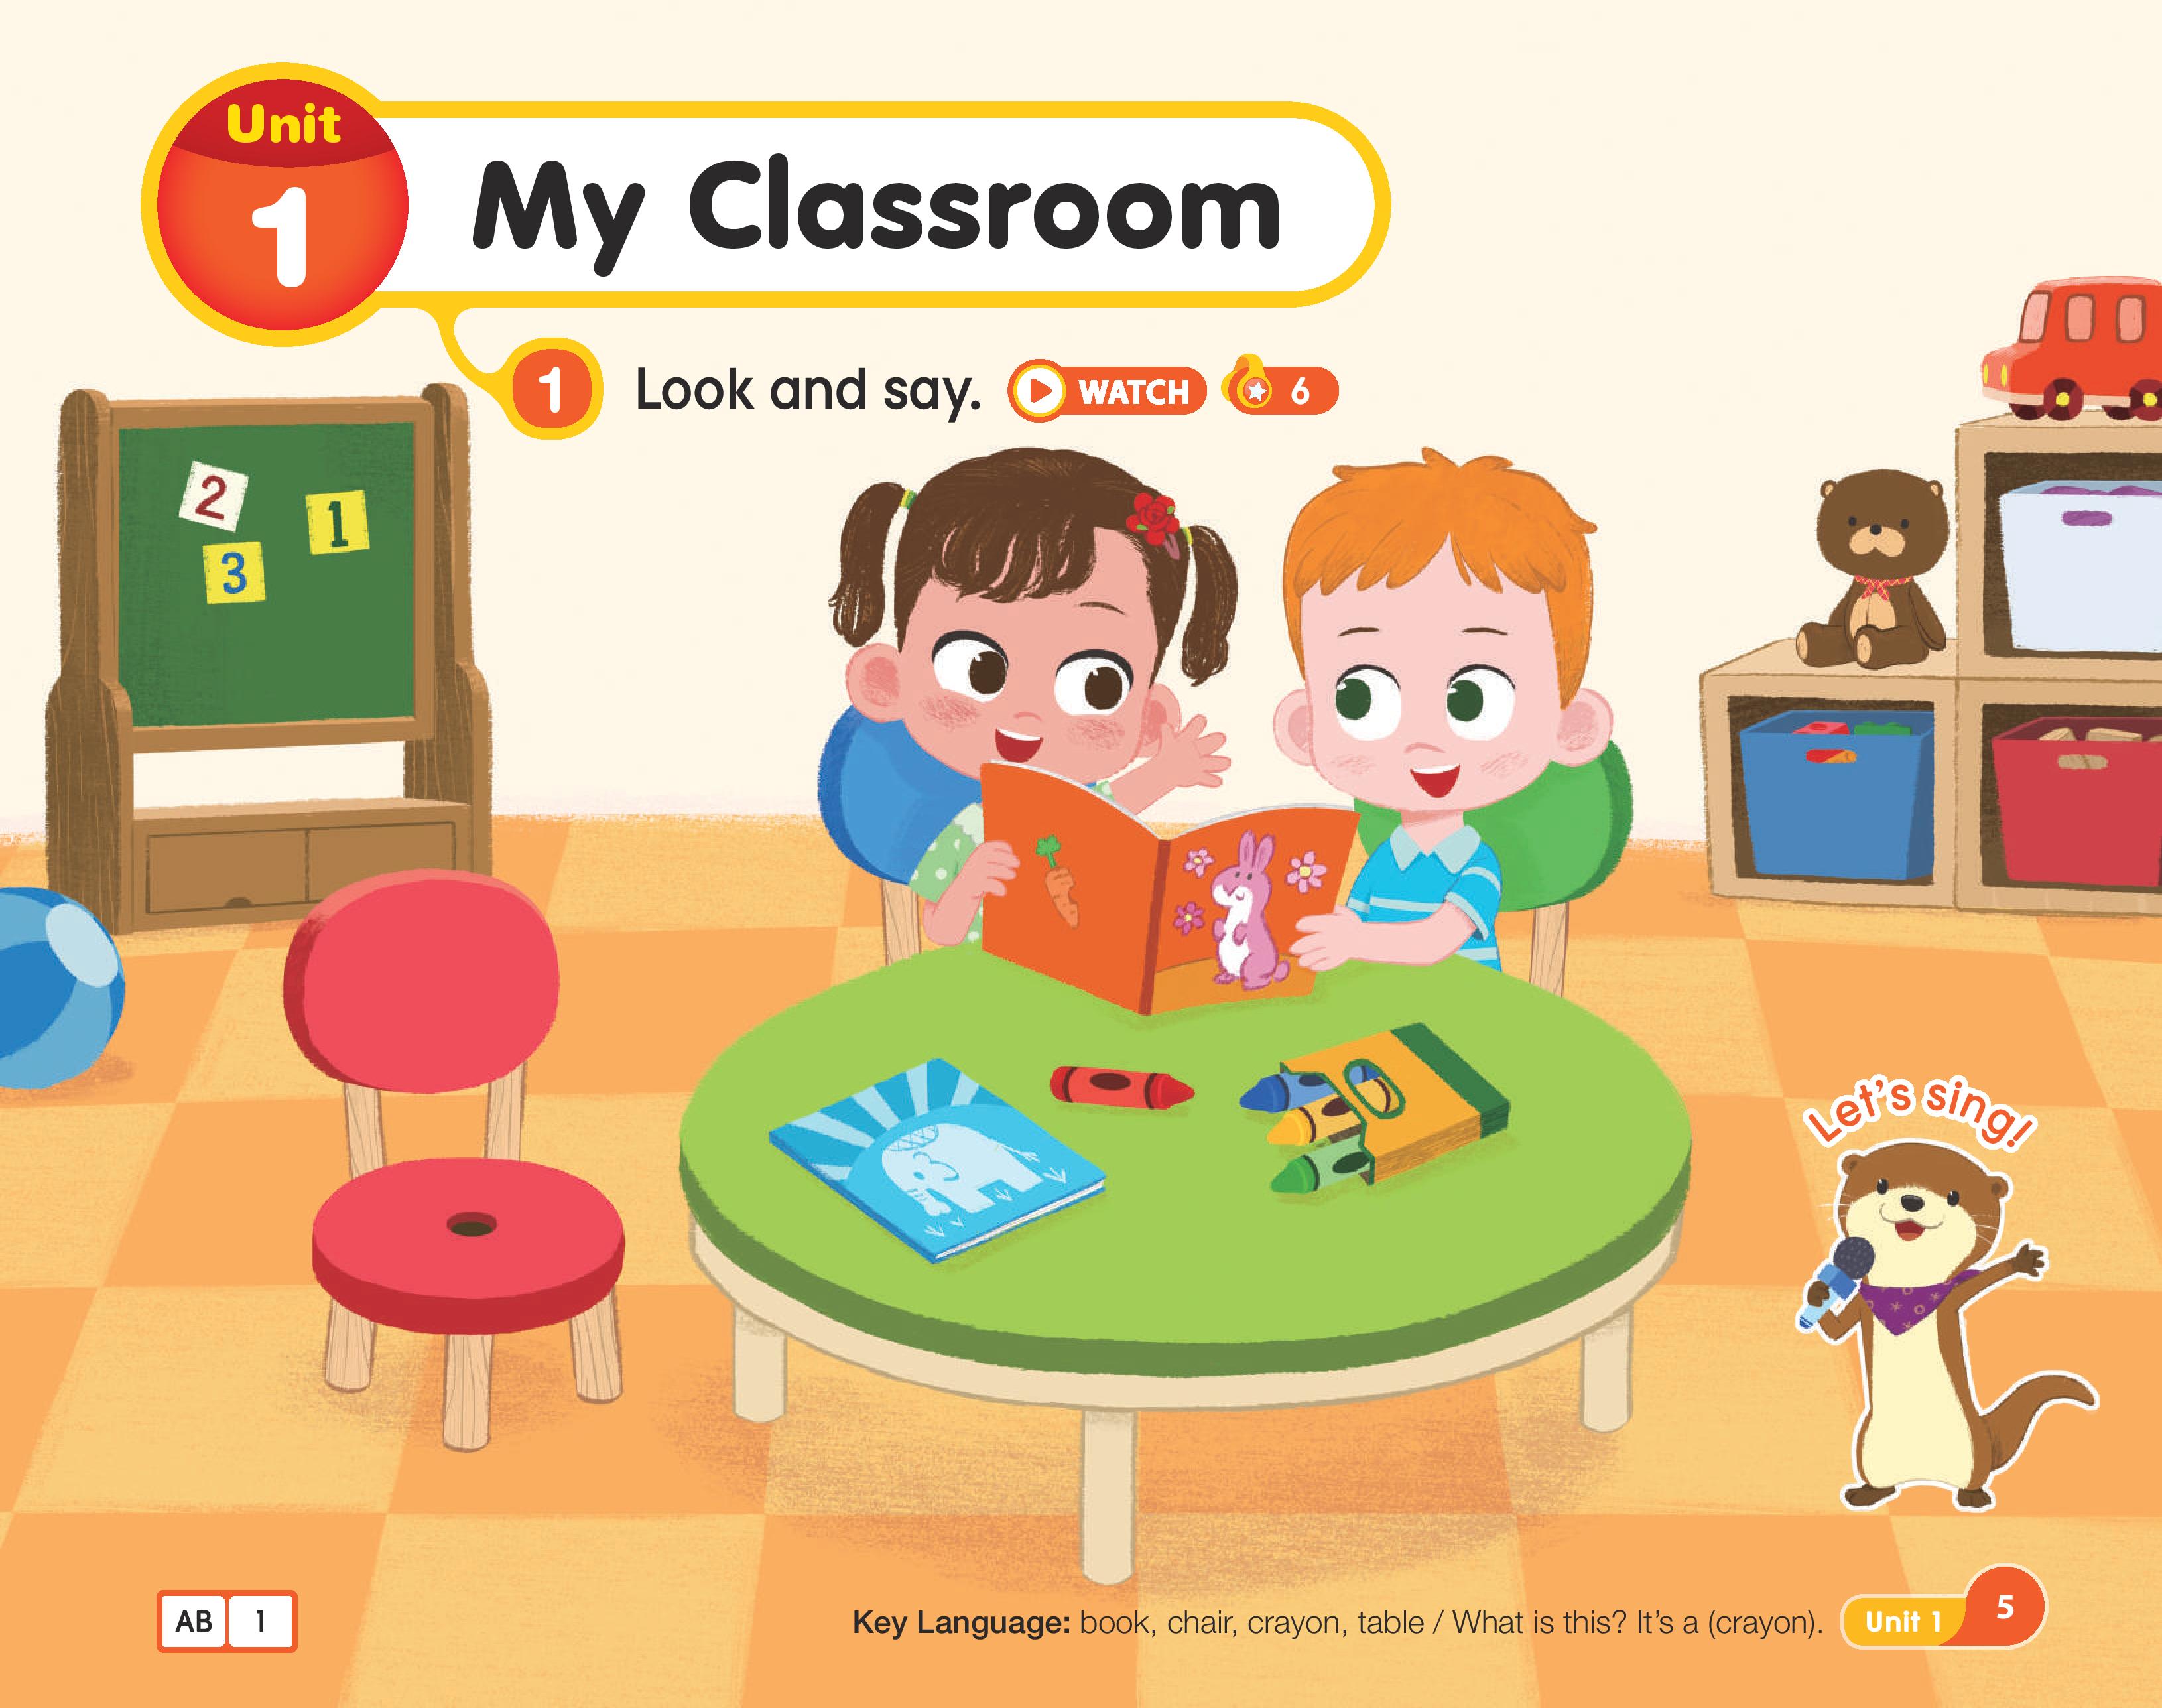 Unit
1
My Classroom
1 Look and say. WATCH 6
2
1
3
Let's sing!
AB 1
Key Language: book, chair, crayon, table / What is this? It's a (crayon).
Unit 1 5